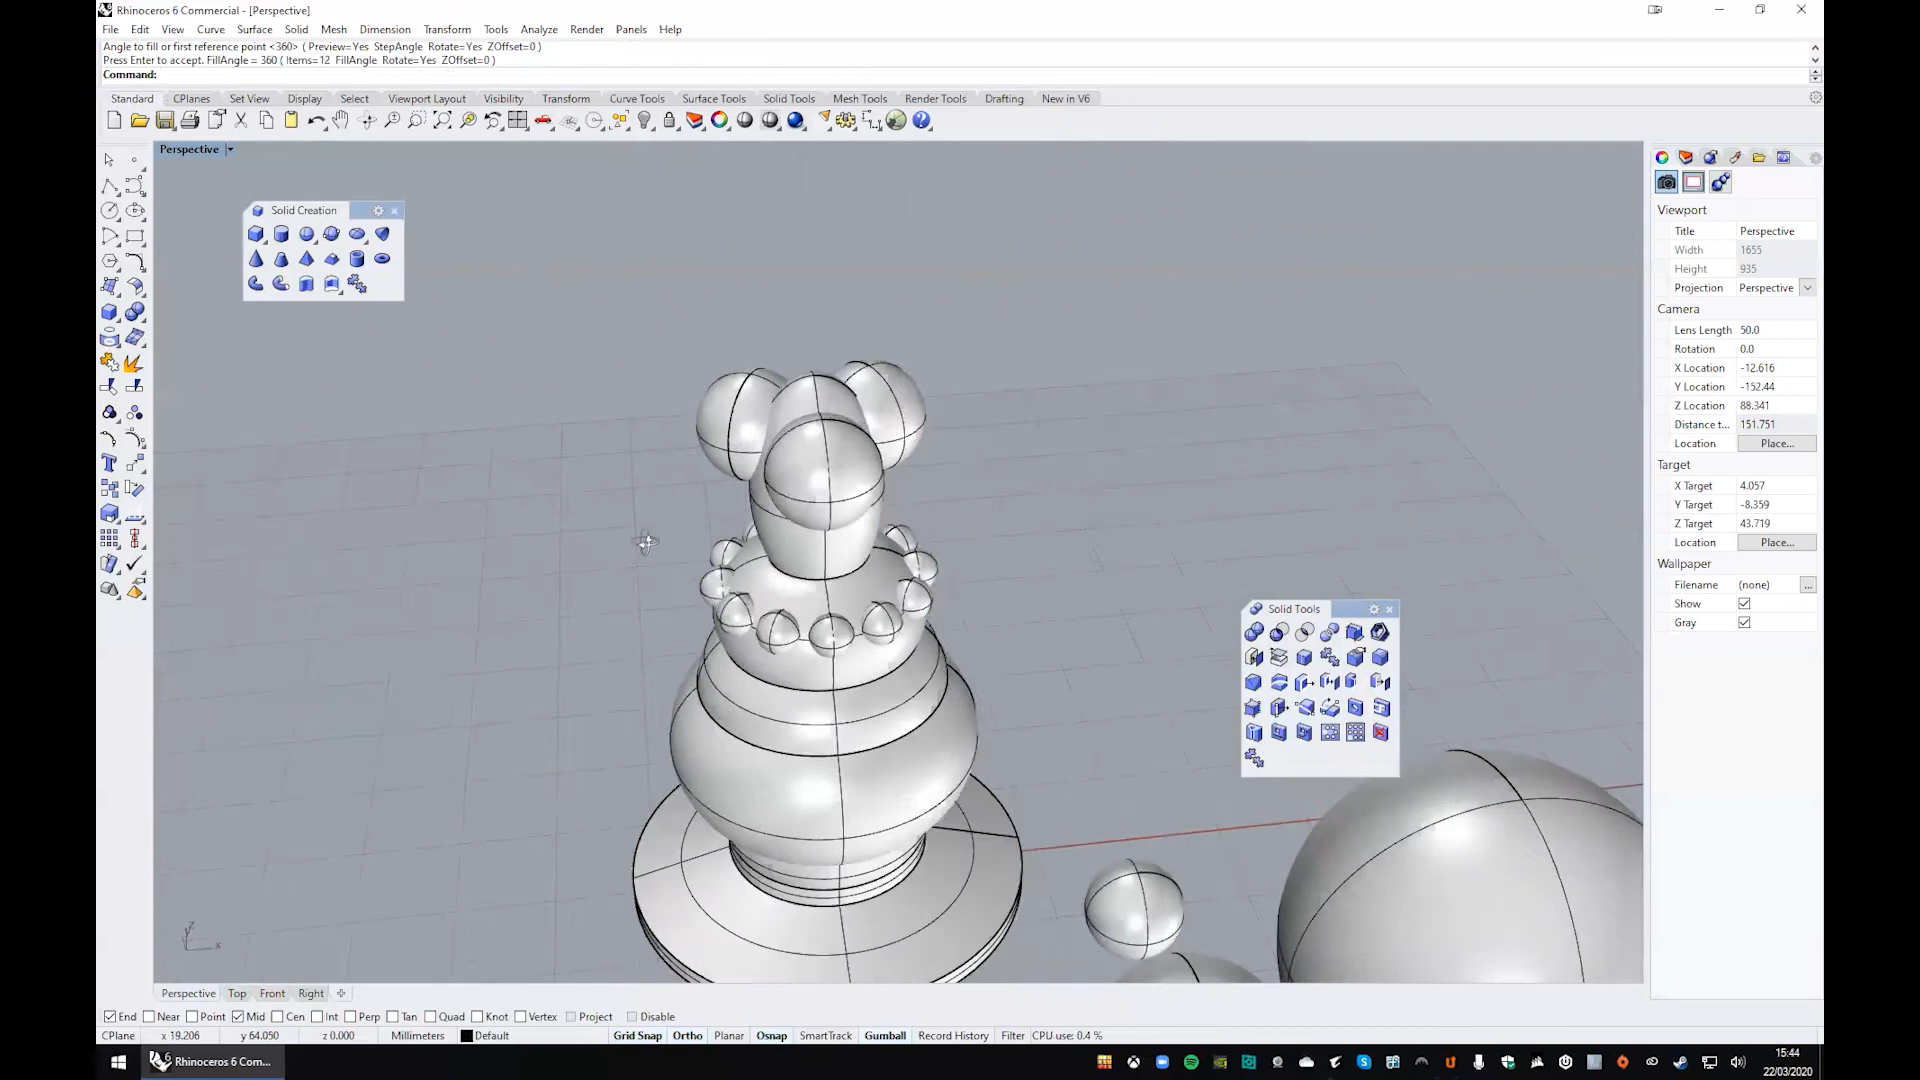 Rhinoceros 6 Commercial - [Perspective]
File Edit View Curve Surface Solid Mesh Dimension Transform Tools Analyze Render Panels Help
Angle to fill or first reference point <360> ( Preview=Yes StepAngle Rotate=Yes ZOffset=0 )
Press Enter to accept. FillAngle = 360 ( Items=12 FillAngle Rotate=Yes ZOffset=0 )
Command:
Standard CPlanes Set View Display Select Viewport Layout Visibility Transform Curve Tools Surface Tools Solid Tools Mesh Tools Render Tools Drafting New in V6
Perspective
Solid Creation
Viewport
Title Perspective
Width 1655
Height 935
Projection Perspective
Camera
Lens Length 50.0
Rotation 0.0
X Location -12.616
Y Location -152.44
Z Location 88.341
Distance t... 151.751
Location Place...
Target
X Target 4.057
Y Target -8.359
Z Target 43.719
Location Place...
Wallpaper
Filename (none) ...
Show
Gray
Solid Tools
z
x
Perspective Top Front Right
End Near Point Mid Cen Int Perp Tan Quad Knot Vertex Project Disable
CPlane x 19.206 y 64.050 z 0.000 Millimeters Default Grid Snap Ortho Planar Osnap SmartTrack Gumball Record History Filter CPU use: 0.4 %
6 Rhinoceros 6 Com...
15:44
22/03/2020